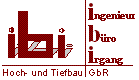 ibi
Ingenieur
Büro
Irgang
Hoch- und Tiefbau GbR